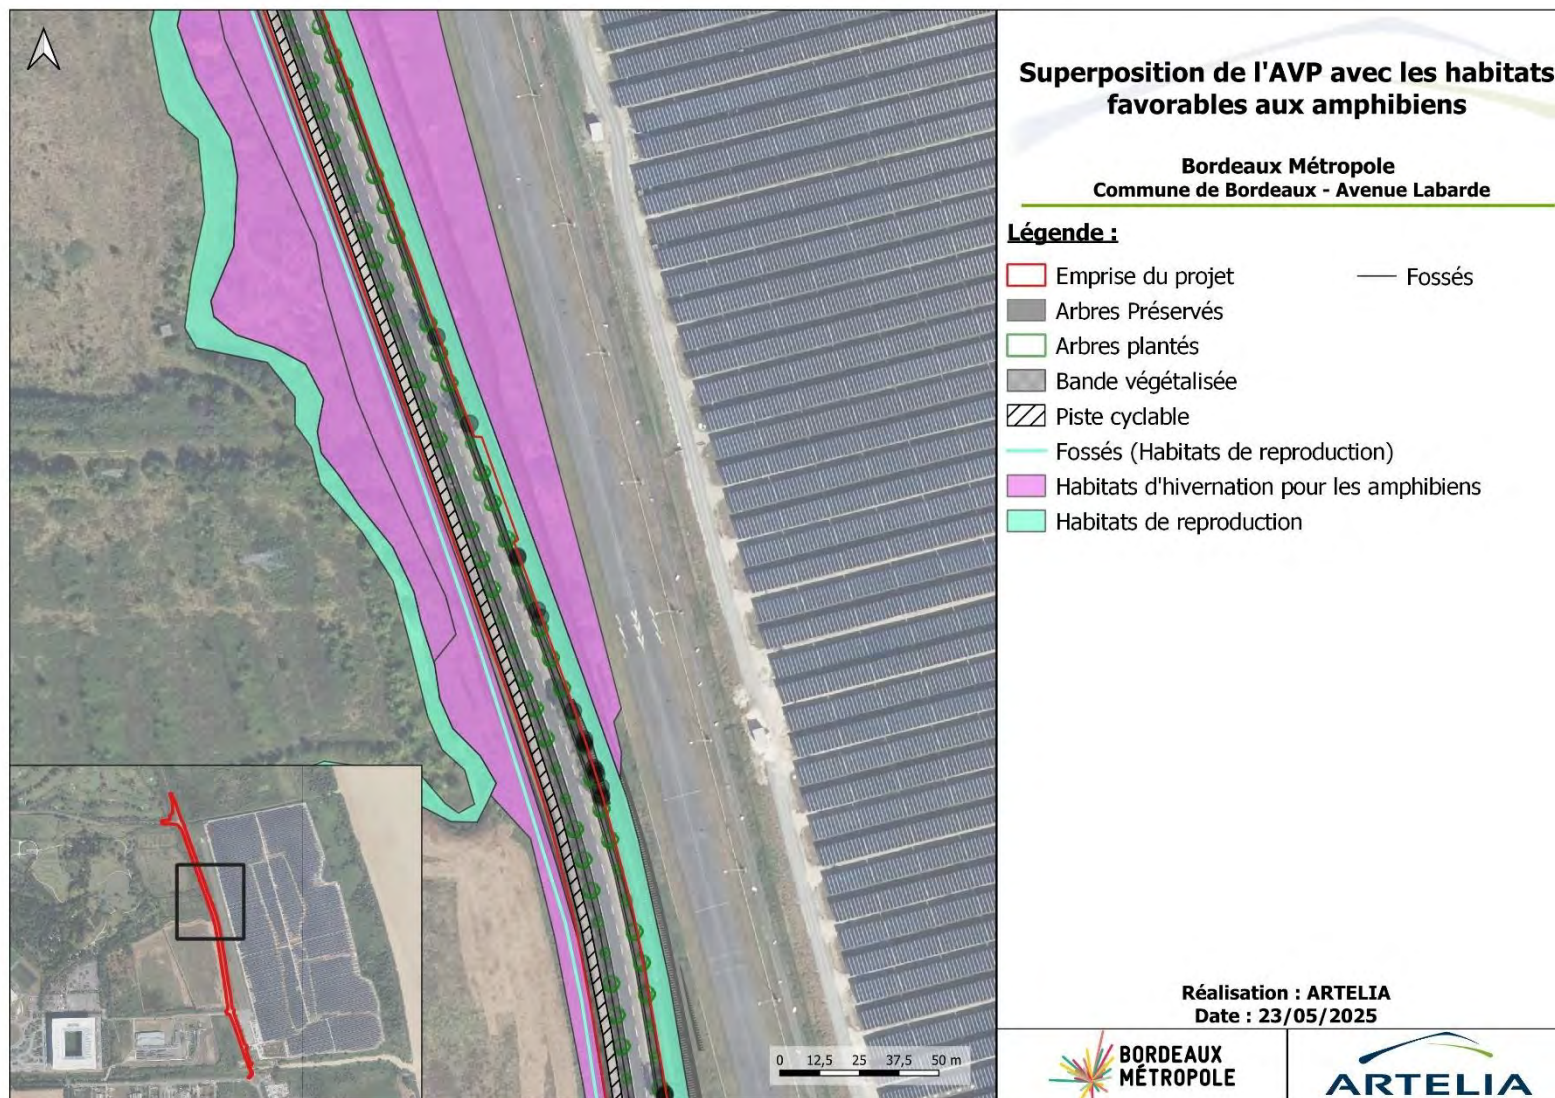 Superposition de l'AVP avec les habitats
favorables aux amphibiens
Bordeaux Métropole
Commune de Bordeaux - Avenue Labarde
Légende :
Emprise du projet
Fossés
Arbres Préservés
Arbres plantés
Bande végétalisée
Piste cyclable
Fossés (Habitats de reproduction)
Habitats d'hivernation pour les amphibiens
Habitats de reproduction
Réalisation : ARTELIA
Date : 23/05/2025
0 12,5 25 37,5 50 m
BORDEAUX
MÉTROPOLE
ARTELIA